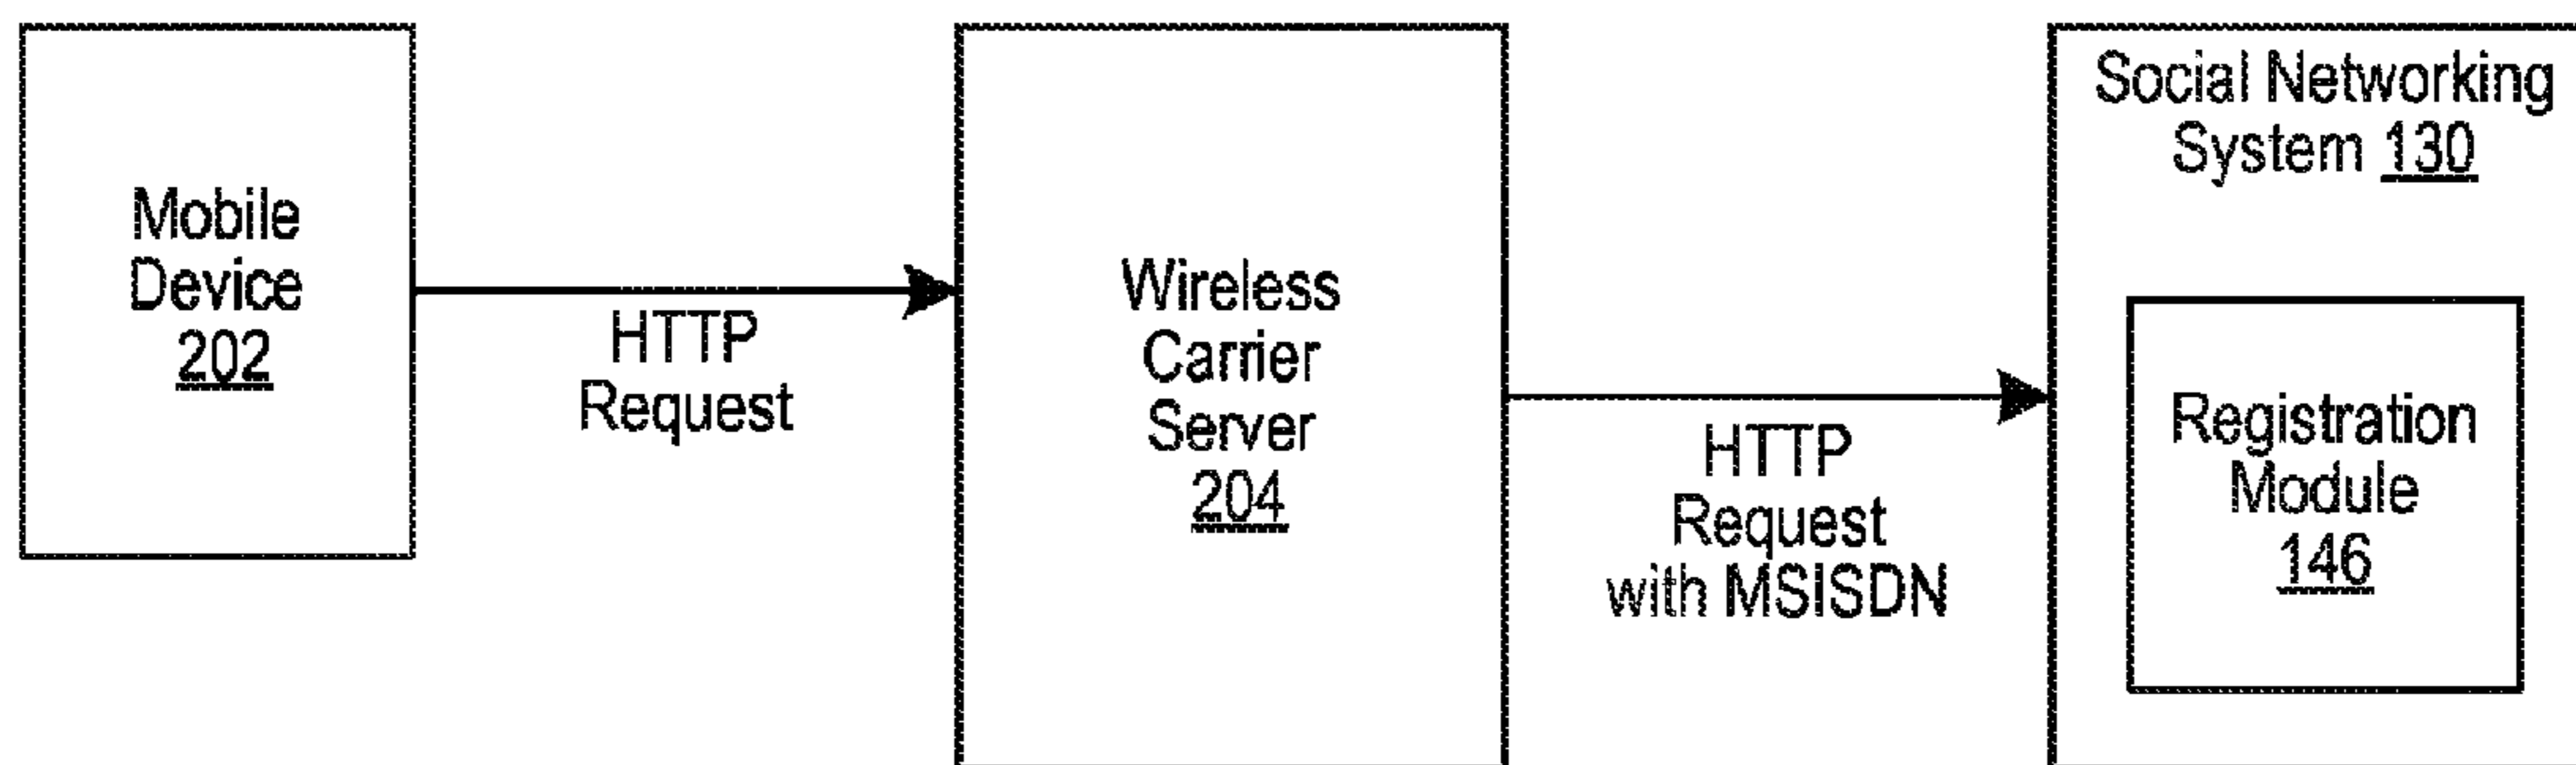 Mobile
Device
202
HTTP
Request
Wireless
Carrier
Server
204
HTTP
Request
with MSISDN
Social Networking
System 130
Registration
Module
146